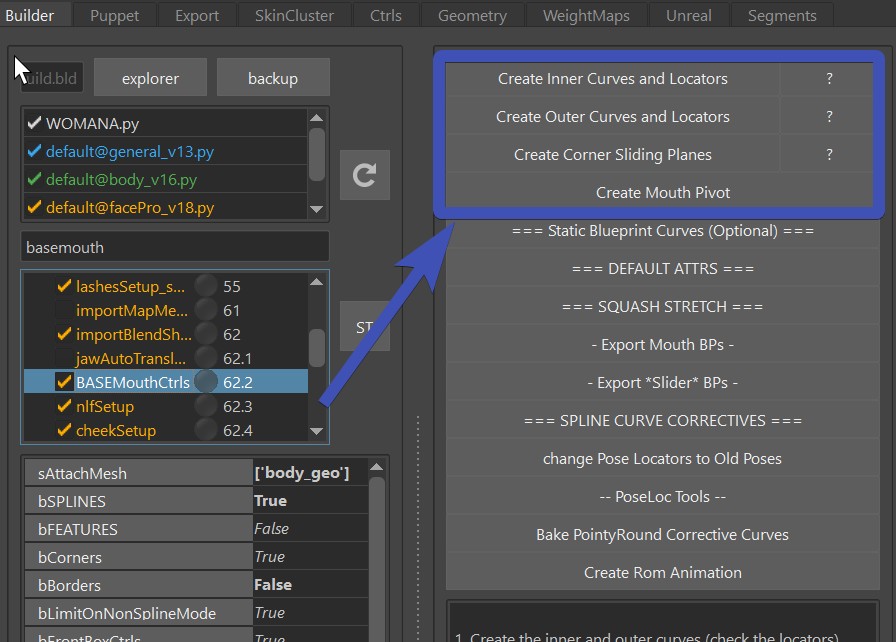 Builder
Puppet
Export
SkinCluster
Ctrls
Geometry
WeightMaps
Unreal
Segments
uild.bld
explorer
backup
WOMANA.py
default@general_v13.py
default@body_v16.py
default@facePro_v18.py
basemouth
lashesSetup_s... 55
importMapMe... 61
importBlendSh... 62
jawAutoTransl... 62.1
BASEMouthCtrls 62.2
nlfSetup 62.3
cheekSetup 62.4
ST
sAttachMesh ['body_geo']
bSPLINES True
bFEATURES False
bCorners True
bBorders False
bLimitOnNonSplineMode True
bFrontBoxCtrls True
Create Inner Curves and Locators ?
Create Outer Curves and Locators ?
Create Corner Sliding Planes ?
Create Mouth Pivot
=== Static Blueprint Curves (Optional) ===
=== DEFAULT ATTRS ===
=== SQUASH STRETCH ===
- Export Mouth BPs -
- Export *Slider* BPs -
=== SPLINE CURVE CORRECTIVES ===
change Pose Locators to Old Poses
-- PoseLoc Tools --
Bake PointyRound Corrective Curves
Create Rom Animation
1. Create the inner and outer curves (check the locators)